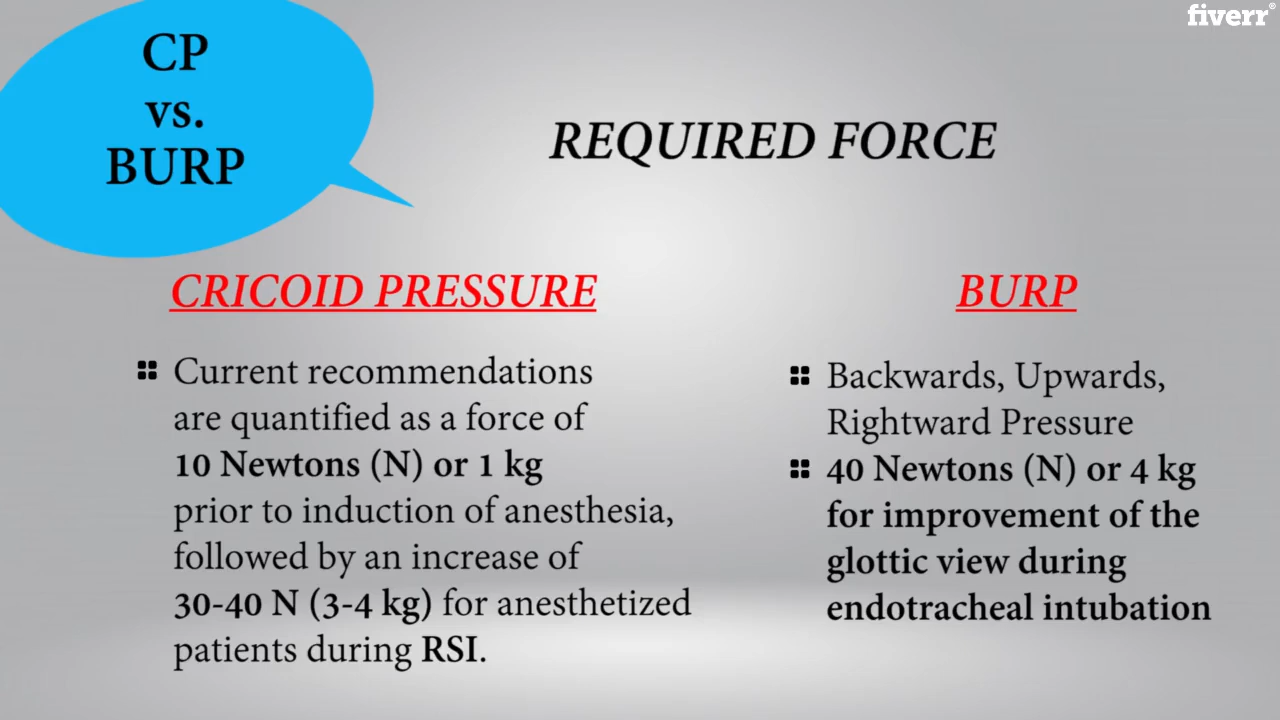 CP
vs.
BURP
fiverr®
REQUIRED FORCE
CRICOID PRESSURE
Current recommendations
are quantified as a force of
10 Newtons (N) or 1 kg
prior to induction of anesthesia,
followed by an increase of
30-40 N (3-4 kg) for anesthetized
patients during RSI.
BURP
Backwards, Upwards,
Rightward Pressure
40 Newtons (N) or 4 kg
for improvement of the
glottic view during
endotracheal intubation